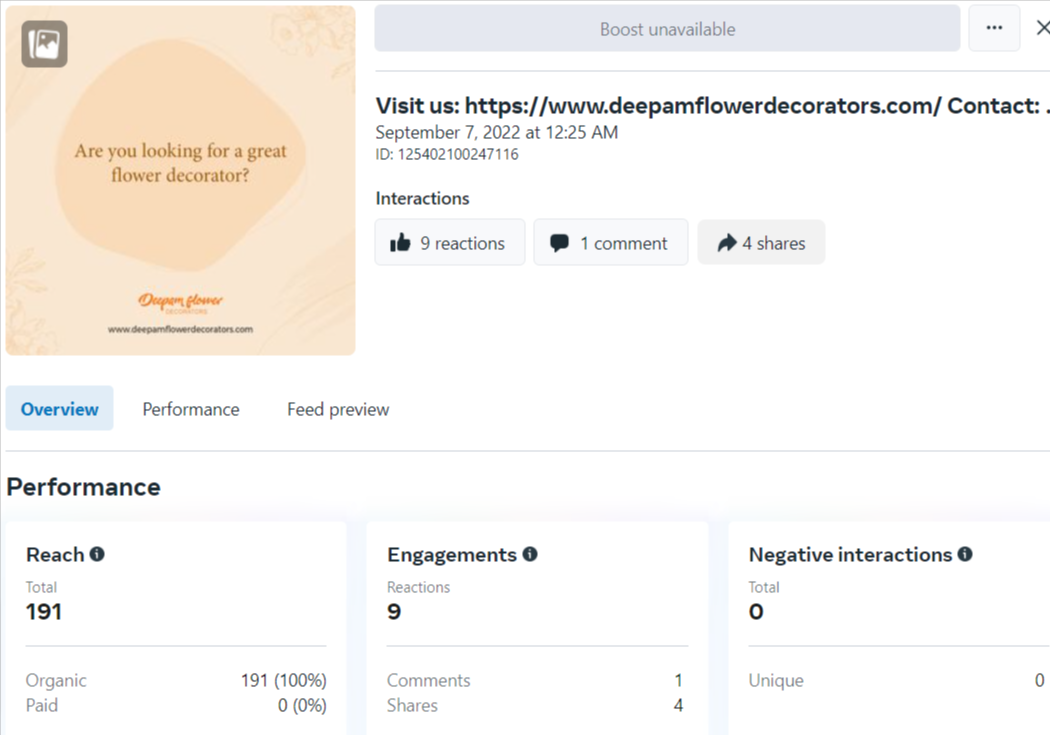 Boost unavailable
Are you looking for a great
flower decorator?
Deepam flower
DECORATORS
www.deepamflowerdecorators.com
Visit us: https://www.deepamflowerdecorators.com/ Contact: .
September 7, 2022 at 12:25 AM
ID: 125402100247116
Interactions
9 reactions
1 comment
4 shares
Overview
Performance
Feed preview
Performance
Reach
Total
191
Organic 191 (100%)
Paid 0 (0%)
Engagements
Reactions
9
Comments 1
Shares 4
Negative interactions
Total
0
Unique 0